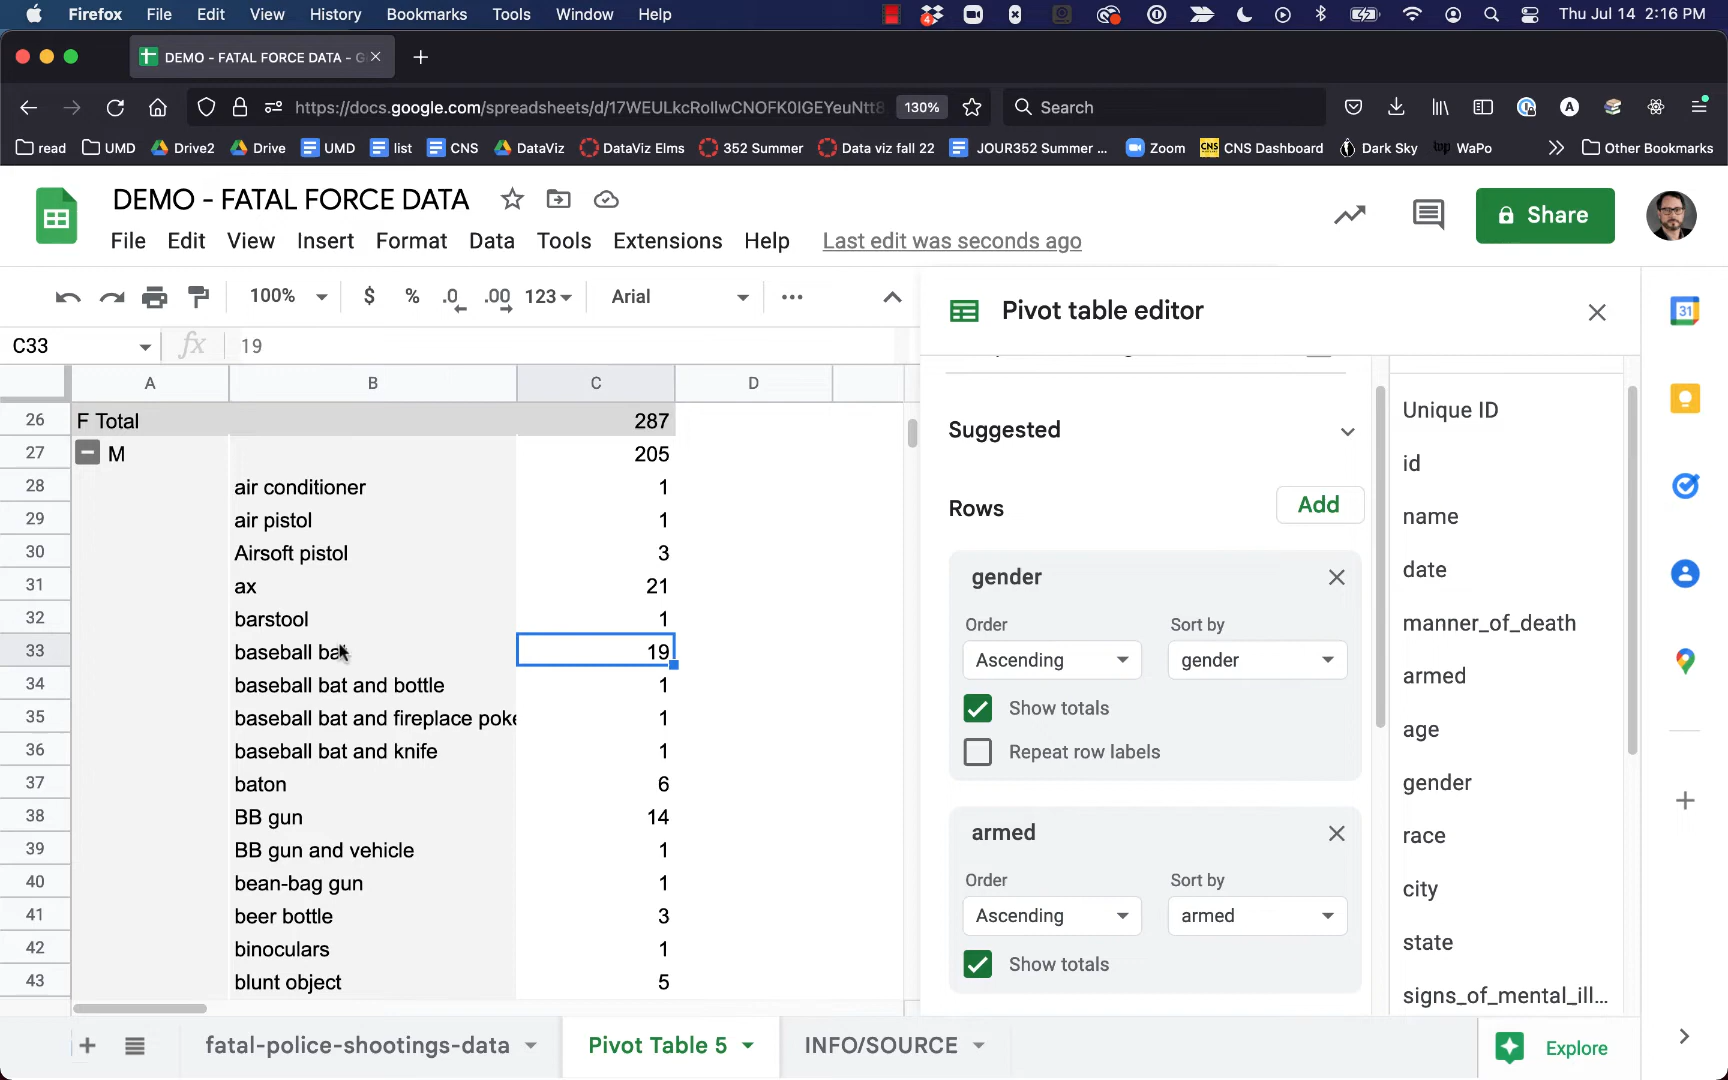 Firefox File Edit View History Bookmarks Tools Window Help 4 Thu Jul 14 2:16 PM
DEMO - FATAL FORCE DATA - G
https://docs.google.com/spreadsheets/d/17WEULkcRoIlwCNOFK0IGEYeuNtt8 130% Search
read UMD Drive2 Drive UMD list CNS DataViz DataViz Elms 352 Summer Data viz fall 22 JOUR352 Summer ... Zoom CNS Dashboard Dark Sky WaPo Other Bookmarks
DEMO - FATAL FORCE DATA
File Edit View Insert Format Data Tools Extensions Help Last edit was seconds ago
Share
100% $ % .0 .00 123 Arial
C33 fx 19
A B C D
26 F Total 287
27 M 205
28 air conditioner 1
29 air pistol 1
30 Airsoft pistol 3
31 ax 21
32 barstool 1
33 baseball bat 19
34 baseball bat and bottle 1
35 baseball bat and fireplace poke 1
36 baseball bat and knife 1
37 baton 6
38 BB gun 14
39 BB gun and vehicle 1
40 bean-bag gun 1
41 beer bottle 3
42 binoculars 1
43 blunt object 5
Pivot table editor
Suggested
Rows Add
gender
Order Sort by
Ascending gender
Show totals
Repeat row labels
armed
Order Sort by
Ascending armed
Show totals
Unique ID
id
name
date
manner_of_death
armed
age
gender
race
city
state
signs_of_mental_ill...
31
fatal-police-shootings-data Pivot Table 5 INFO/SOURCE Explore